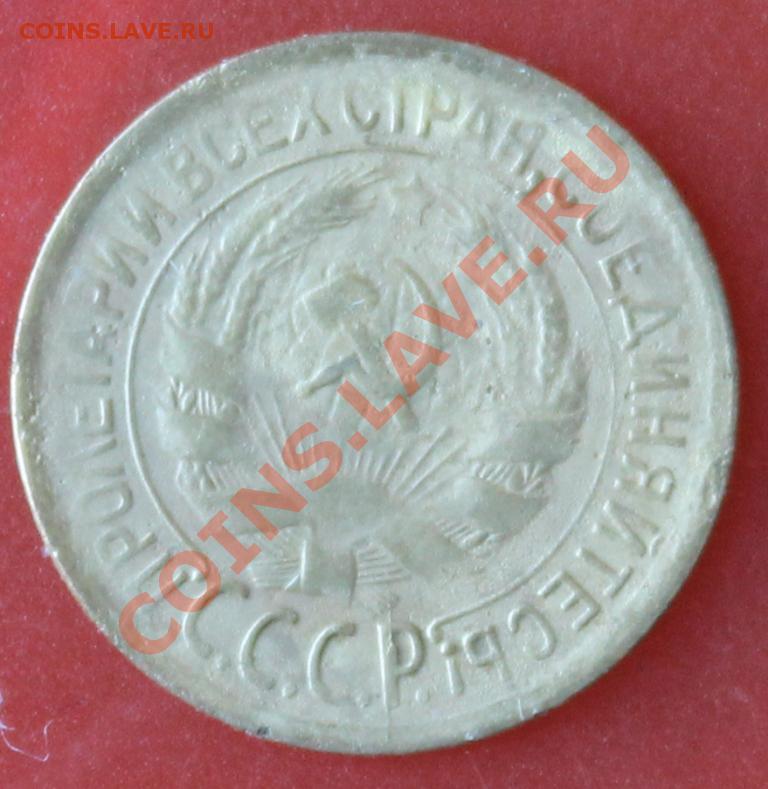 COINS.LAVE.RU
ПРОЛЕТАРИИ ВСЕХ СТРАН, СОЕДИНЯЙТЕСЬ!
С.С.С.Р.
COINS.LAVE.RU